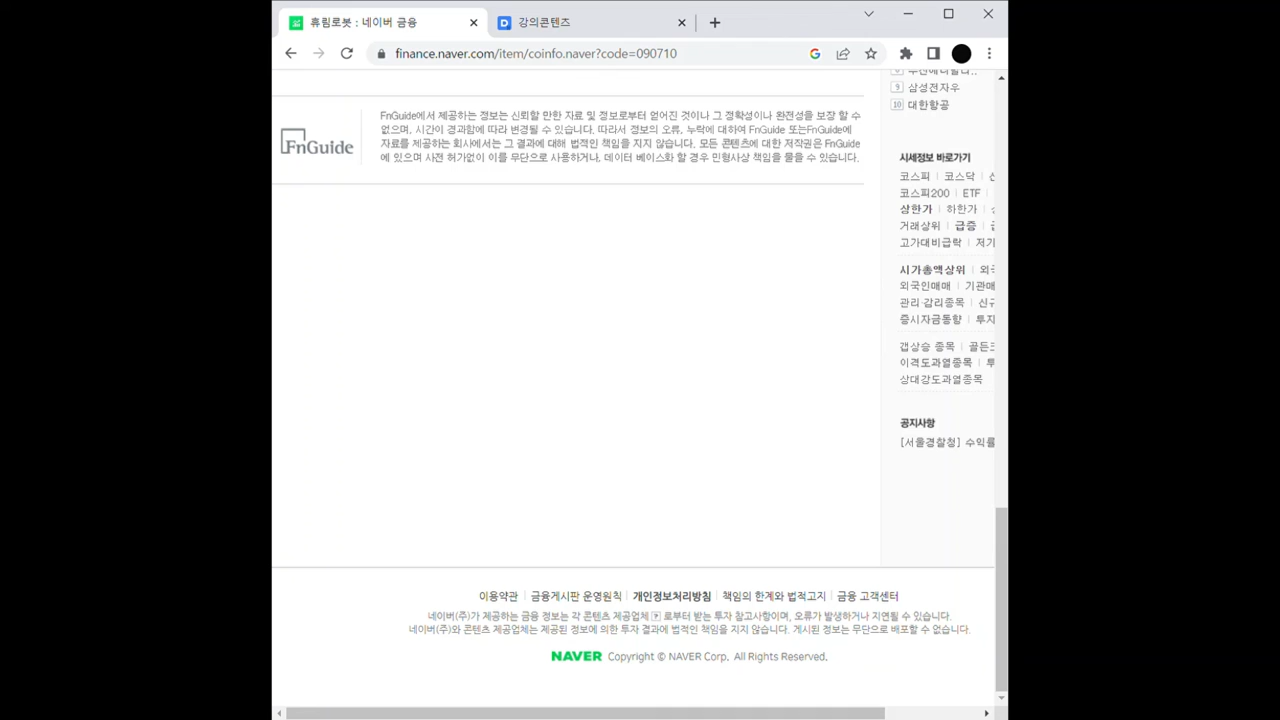 휴림로봇 : 네이버 금융
강의콘텐츠
finance.naver.com/item/coinfo.naver?code=090710
FnGuide
FnGuide에서 제공하는 정보는 신뢰할 만한 자료 및 정보로부터 얻어진 것이나 그 정확성이나 완전성을 보장 할 수
없으며, 시간이 경과함에 따라 변경될 수 있습니다. 따라서 정보의 오류, 누락에 대하여 FnGuide 또는FnGuide에
자료를 제공하는 회사에서는 그 결과에 대해 법적인 책임을 지지 않습니다. 모든 콘텐츠에 대한 저작권은 FnGuide
에 있으며 사전 허가없이 이를 무단으로 사용하거나, 데이터 베이스화 할 경우 민형사상 책임을 물을 수 있습니다.
9 삼성전자우
10 대한항공
시세정보 바로가기
코스피 코스닥
코스피200 ETF
상한가 하한가
거래상위 급증
고가대비급락 저가
시가총액상위 외국
외국인매매 기관매
관리·감리종목 신규
증시자금동향 투자
갭상승 종목 골든크
이격도과열종목 투
상대강도과열종목
공지사항
[서울경찰청] 수익률
이용약관 금융게시판 운영원칙 개인정보처리방침 책임의 한계와 법적고지 금융 고객센터
네이버(주)가 제공하는 금융 정보는 각 콘텐츠 제공업체 ? 로부터 받는 투자 참고사항이며, 오류가 발생하거나 지연될 수 있습니다.
네이버(주)와 콘텐츠 제공업체는 제공된 정보에 의한 투자 결과에 법적인 책임을 지지 않습니다. 게시된 정보는 무단으로 배포할 수 없습니다.
NAVER Copyright © NAVER Corp. All Rights Reserved.